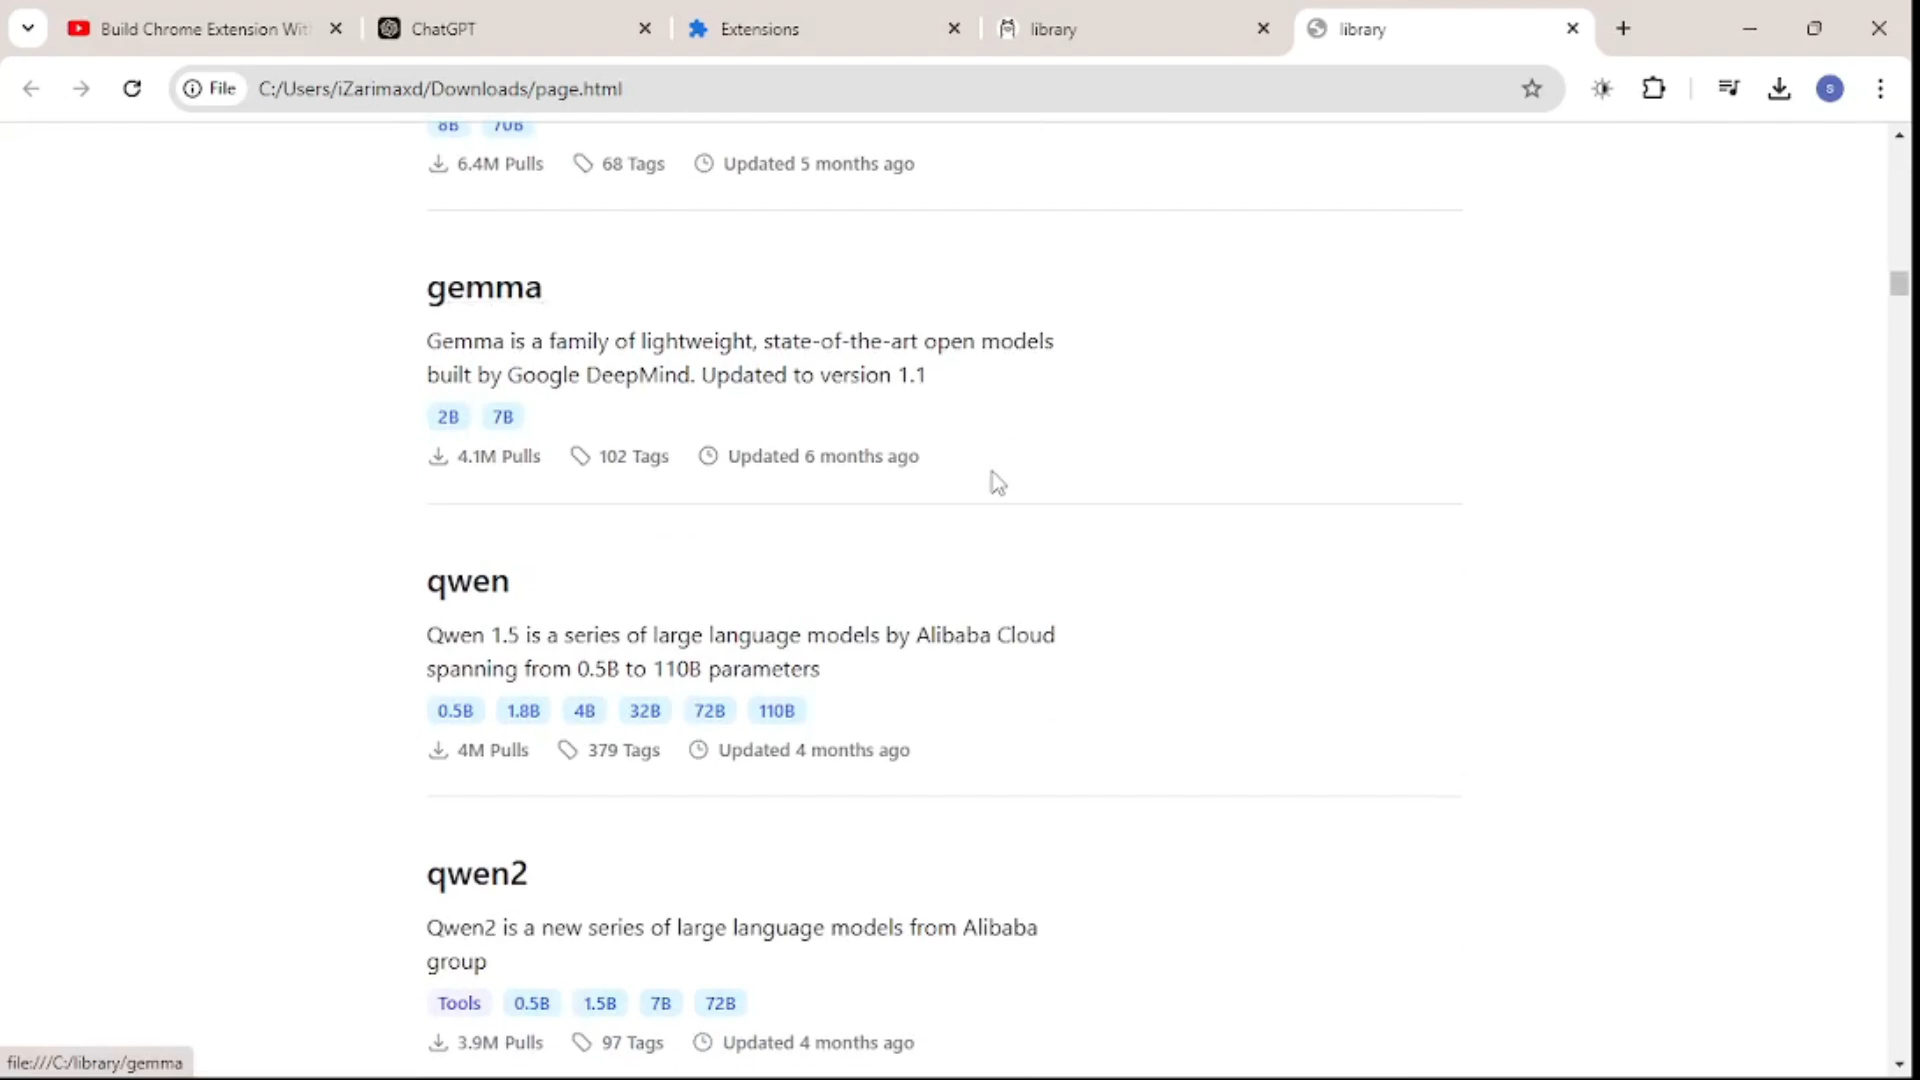 Build Chrome Extension Wit
ChatGPT
Extensions
library
library
File
C:/Users/iZarimaxd/Downloads/page.html
S
8B 70B
6.4M Pulls 68 Tags Updated 5 months ago
gemma
Gemma is a family of lightweight, state-of-the-art open models
built by Google DeepMind. Updated to version 1.1
2B 7B
4.1M Pulls 102 Tags Updated 6 months ago
qwen
Qwen 1.5 is a series of large language models by Alibaba Cloud
spanning from 0.5B to 110B parameters
0.5B 1.8B 4B 32B 72B 110B
4M Pulls 379 Tags Updated 4 months ago
qwen2
Qwen2 is a new series of large language models from Alibaba
group
Tools 0.5B 1.5B 7B 72B
3.9M Pulls 97 Tags Updated 4 months ago
file:///C:/library/gemma